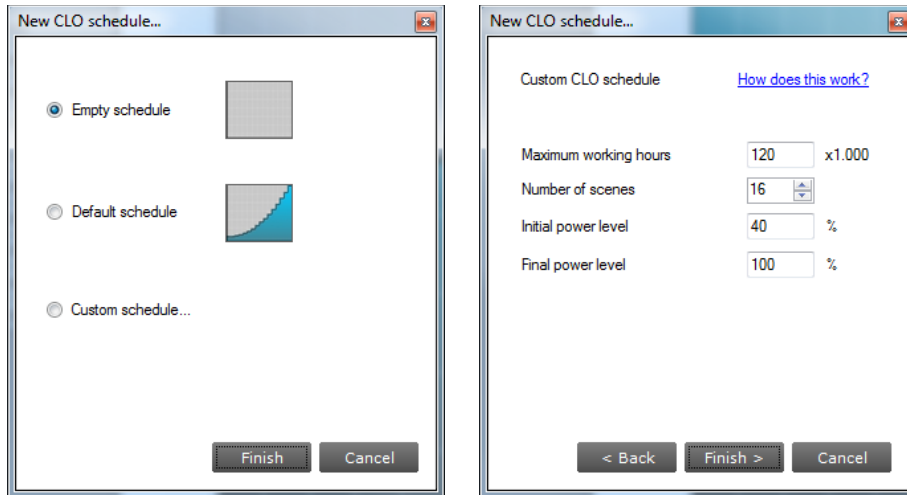 New CLO schedule...
Empty schedule
Default schedule
Custom schedule...
Finish Cancel
New CLO schedule...
Custom CLO schedule How does this work?
Maximum working hours 120 x1.000
Number of scenes 16
Initial power level 40 %
Final power level 100 %
< Back Finish > Cancel